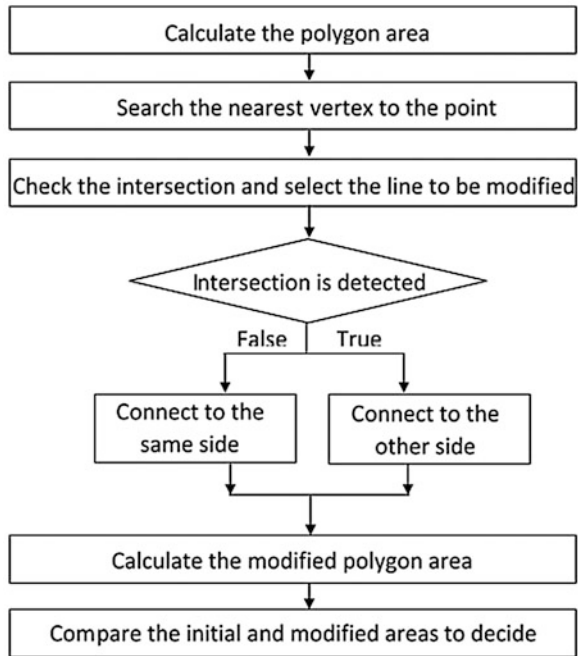 Calculate the polygon area
Search the nearest vertex to the point
Check the intersection and select the line to be modified
Intersection is detected
False True
Connect to the
same side
Connect to the
other side
Calculate the modified polygon area
Compare the initial and modified areas to decide